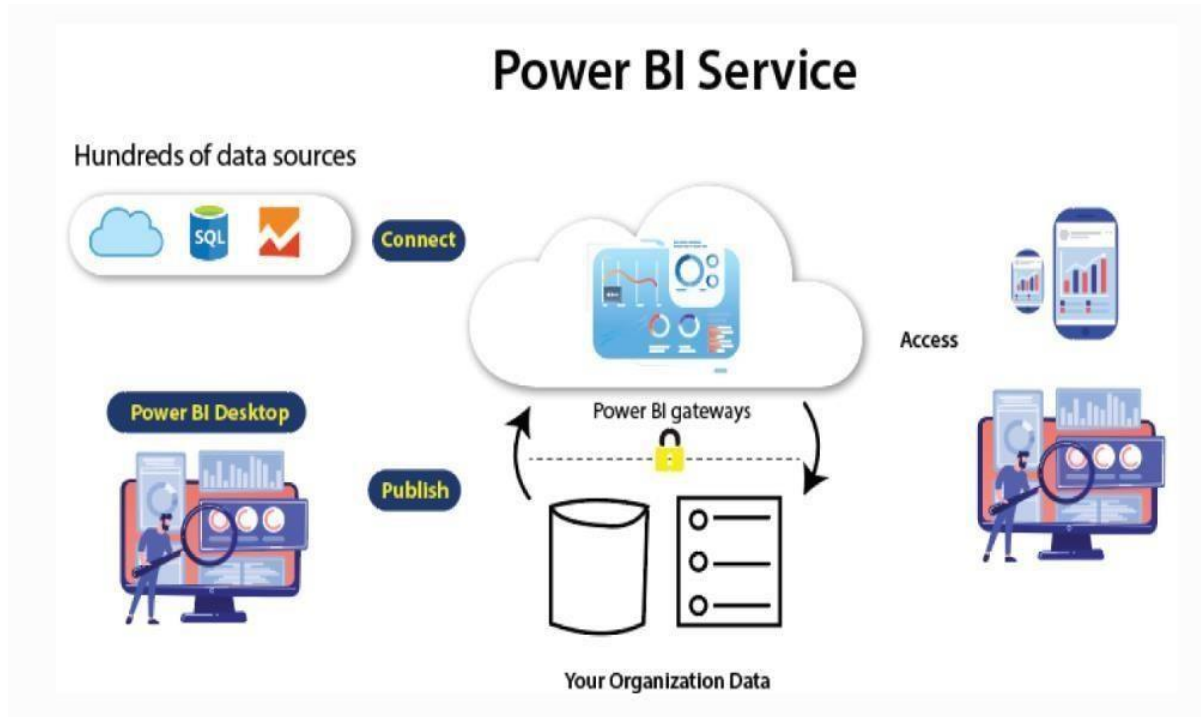 Power BI Service
Hundreds of data sources
SQL
Connect
Access
Power BI Desktop
Power BI gateways
Publish
Your Organization Data